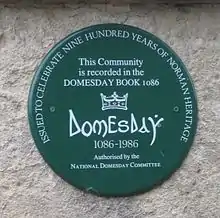 ISSUED TO CELEBRATE NINE HUNDRED YEARS OF NORMAN HERITAGE
This Community
is recorded in the
DOMESDAY BOOK 1086
DOMESDAY
1086-1986
Authorised by the
NATIONAL DOMESDAY COMMITTEE